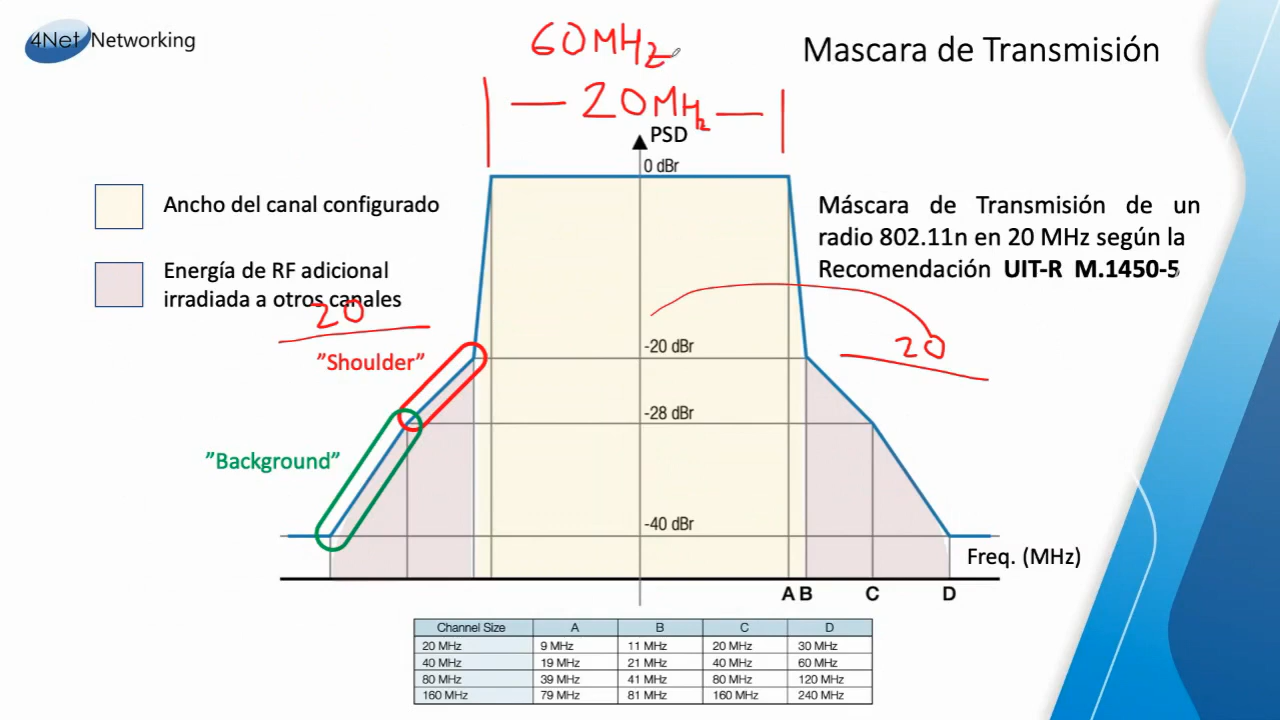 4Net Networking
60MHz
Mascara de Transmisión
20MHz
PSD
0 dBr
Ancho del canal configurado
Energía de RF adicional
irradiada a otros canales
Máscara de Transmisión de un
radio 802.11n en 20 MHz según la
Recomendación UIT-R M.1450-5
20
20
-20 dBr
”Shoulder”
-28 dBr
”Background”
-40 dBr
Freq. (MHz)
A B C D
Channel Size A B C D
20 MHz 9 MHz 11 MHz 20 MHz 30 MHz
40 MHz 19 MHz 21 MHz 40 MHz 60 MHz
80 MHz 39 MHz 41 MHz 80 MHz 120 MHz
160 MHz 79 MHz 81 MHz 160 MHz 240 MHz